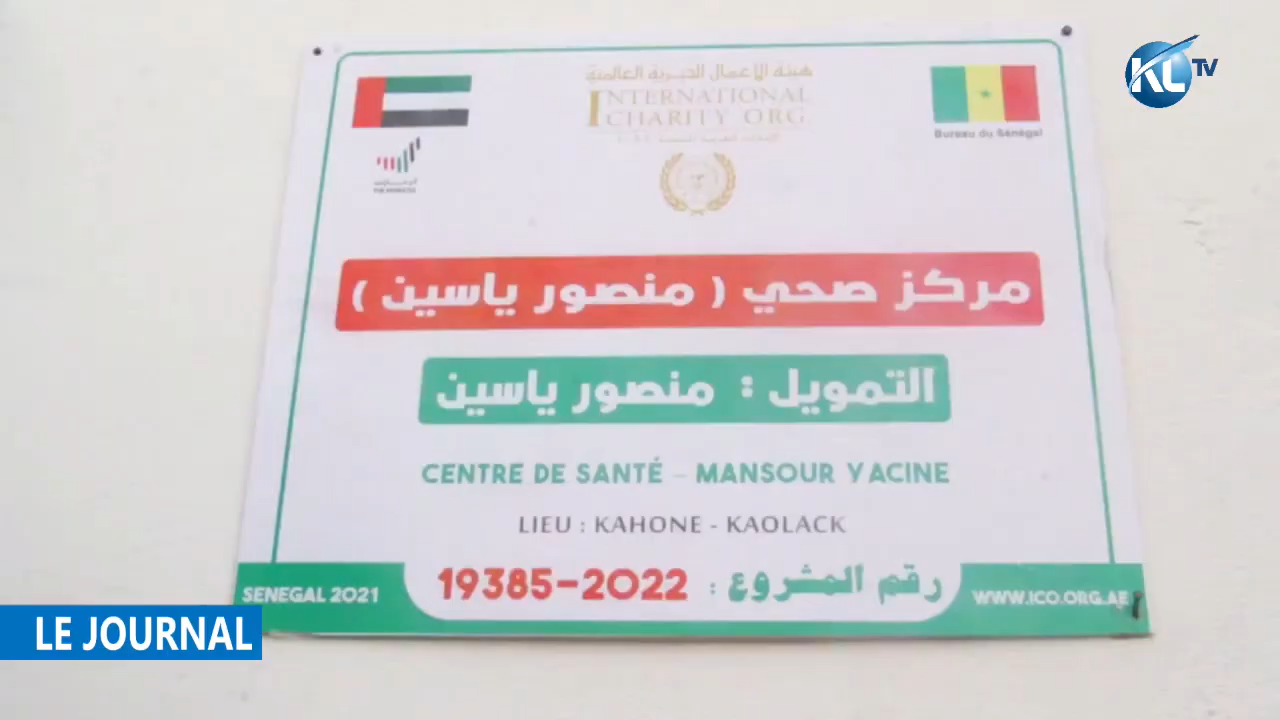 KL TV
هيئة الأعمال الخيرية العالمية
INTERNATIONAL
CHARITY ORG.
Bureau du Sénégal
مركز صحي ( منصور ياسين )
التمويل : منصور ياسين
CENTRE DE SANTÉ - MANSOUR YACINE
LIEU : KAHONE - KAOLACK
رقم المشروع : 19385-2022
SENEGAL 2021
WWW.ICO.ORG.AE
LE JOURNAL